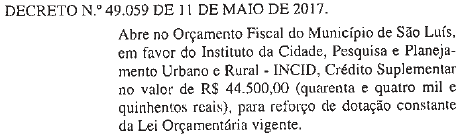 DECRETO N.º 49.059 DE 11 DE MAIO DE 2017.
Abre no Orçamento Fiscal do Município de São Luís,
em favor do Instituto da Cidade, Pesquisa e Planeja-
mento Urbano e Rural - INCID, Crédito Suplementar
no valor de R$ 44.500,00 (quarenta e quatro mil e
quinhentos reais), para reforço de dotação constante
da Lei Orçamentária vigente.